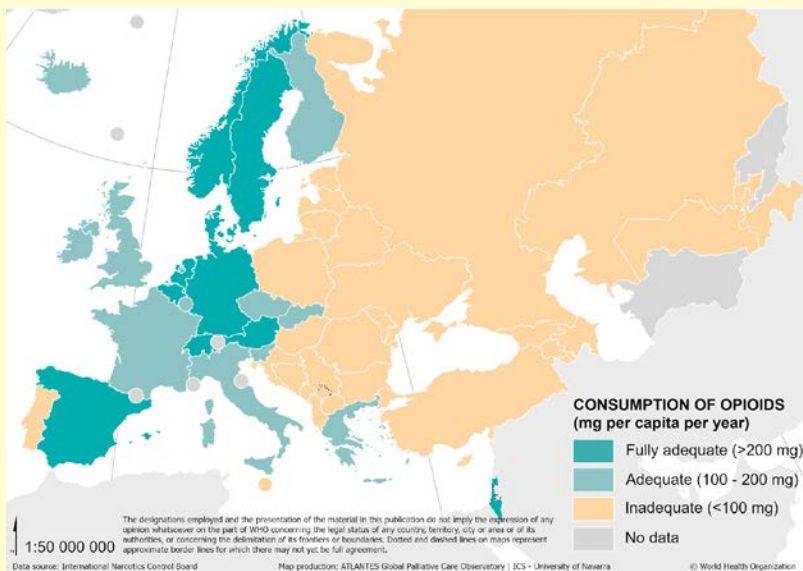 CONSUMPTION OF OPIOIDS
(mg per capita per year)
Fully adequate (>200 mg)
Adequate (100 - 200 mg)
Inadequate (<100 mg)
No data
1:50 000 000
The designations employed and the presentation of the material in this publication do not imply the expression of any
opinion whatsoever on the part of WHO concerning the legal status of any country, territory, city or area or of its
authorities, or concerning the delimitation of its frontiers or boundaries. Dotted and dashed lines on maps represent
approximate border lines for which there may not yet be full agreement.
Data source: International Narcotics Control Board
Map production: ATLANTES Global Palliative Care Observatory | ICS - University of Navarra
© World Health Organization